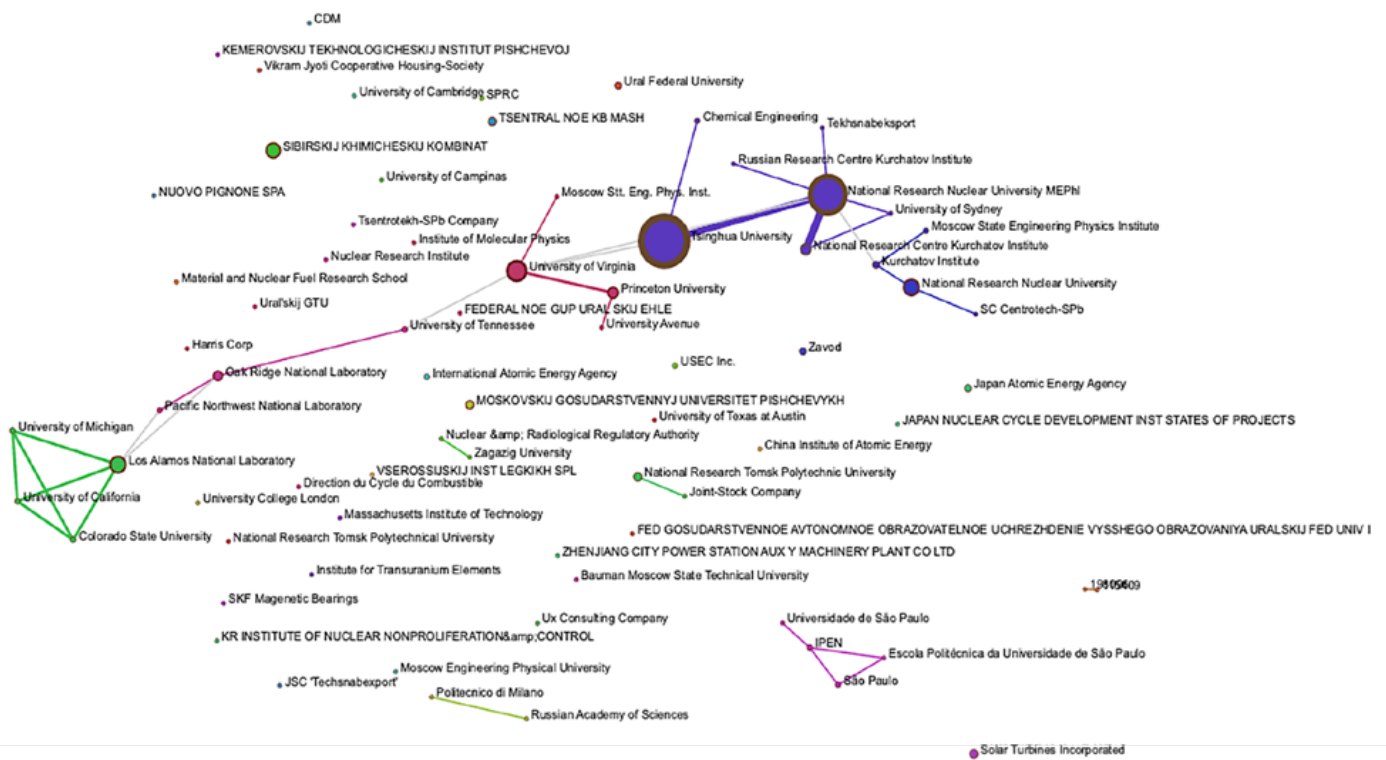 CDM
KEMEROVSKIJ TEKHNOLOGICHESKIJ INSTITUT PISHCHEVOJ
Vikram Jyoti Cooperative Housing-Society
Ural Federal University
University of Cambridge
SPRC
TSENTRAL NOE KB MASH
Chemical Engineering
Tekhsnabeksport
SIBIRSKIJ KHIMICHESKIJ KOMBINAT
Russian Research Centre Kurchatov Institute
University of Campinas
NUOVO PIGNONE SPA
Moscow Stt. Eng. Phys. Inst.
National Research Nuclear University MEPhI
University of Sydney
Tsentrotekh-SPb Company
Moscow State Engineering Physics Institute
Institute of Molecular Physics
Tsinghua University
National Research Centre Kurchatov Institute
Nuclear Research Institute
University of Virginia
Kurchatov Institute
Material and Nuclear Fuel Research School
Princeton University
National Research Nuclear University
Ural'skij GTU
FEDERAL NOE GUP URAL SKIJ EHLE
SC Centrotech-SPb
University of Tennessee
University Avenue
Harris Corp
Zavod
USEC Inc.
Oak Ridge National Laboratory
International Atomic Energy Agency
Japan Atomic Energy Agency
Pacific Northwest National Laboratory
MOSKOVSKIJ GOSUDARSTVENNYJ UNIVERSITET PISHCHEVYKH
University of Texas at Austin
JAPAN NUCLEAR CYCLE DEVELOPMENT INST STATES OF PROJECTS
University of Michigan
Nuclear &amp; Radiological Regulatory Authority
China Institute of Atomic Energy
Zagazig University
Los Alamos National Laboratory
VSEROSSIJSKIJ INST LEGKIKH SPL
National Research Tomsk Polytechnic University
Direction du Cycle du Combustible
Joint-Stock Company
University of California
University College London
Massachusetts Institute of Technology
FED GOSUDARSTVENNOE AVTONOMNOE OBRAZOVATELNOE UCHREZHDENIE VYSSHEGO OBRAZOVANIYA URALSKIJ FED UNIV I
Colorado State University
National Research Tomsk Polytechnical University
ZHENJIANG CITY POWER STATION AUX Y MACHINERY PLANT CO LTD
Institute for Transuranium Elements
Bauman Moscow State Technical University
SKF Magenetic Bearings
Ux Consulting Company
Universidade de São Paulo
KR INSTITUTE OF NUCLEAR NONPROLIFERATION&amp;CONTROL
IPEN
Escola Politécnica da Universidade de São Paulo
Moscow Engineering Physical University
JSC 'Techsnabexport'
São Paulo
Politecnico di Milano
Russian Academy of Sciences
Solar Turbines Incorporated